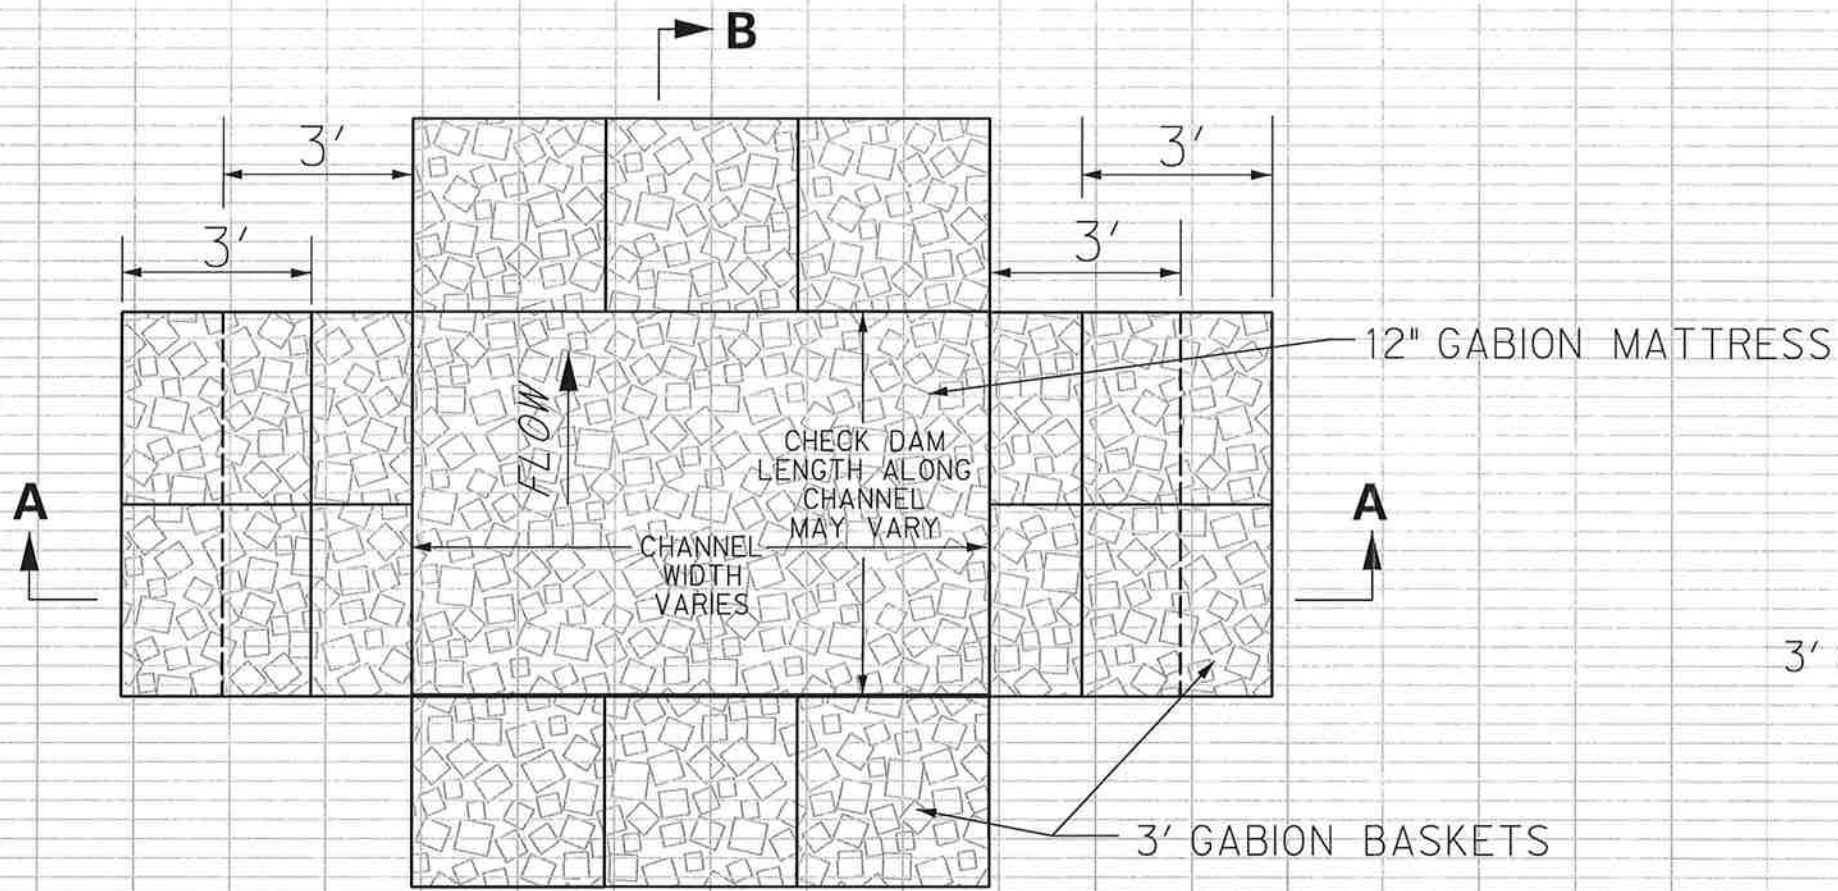 B
3′
3′
3′
3′
12" GABION MATTRESS
FLOW
CHECK DAM
LENGTH ALONG
CHANNEL
MAY VARY
A
A
CHANNEL
WIDTH
VARIES
3′
3′ GABION BASKETS